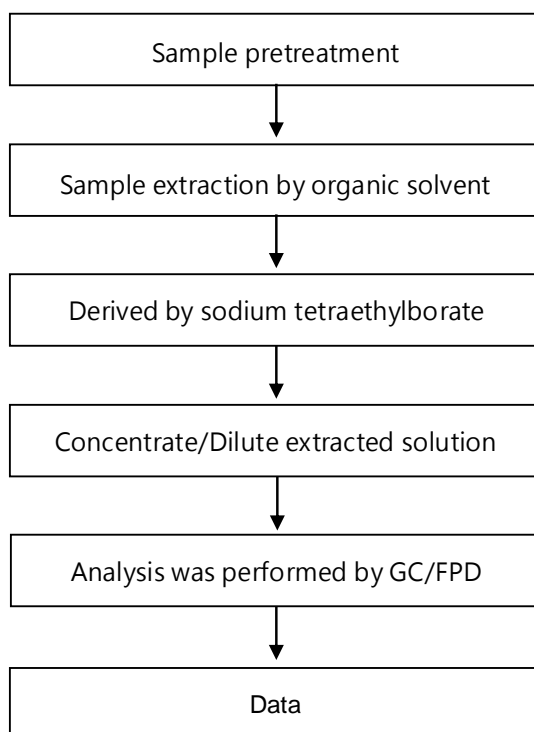 Sample pretreatment
Sample extraction by organic solvent
Derived by sodium tetraethylborate
Concentrate/Dilute extracted solution
Analysis was performed by GC/FPD
Data